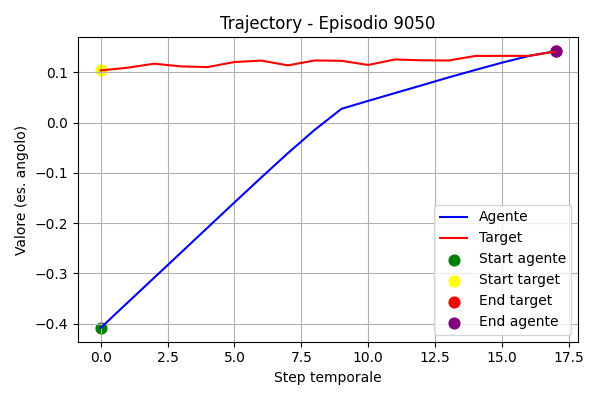 Trajectory - Episodio 9050
Valore (es. angolo)
0.1
0.0
−0.1
−0.2
−0.3
−0.4
Agente
Target
Start agente
Start target
End target
End agente
0.0 2.5 5.0 7.5 10.0 12.5 15.0 17.5
Step temporale